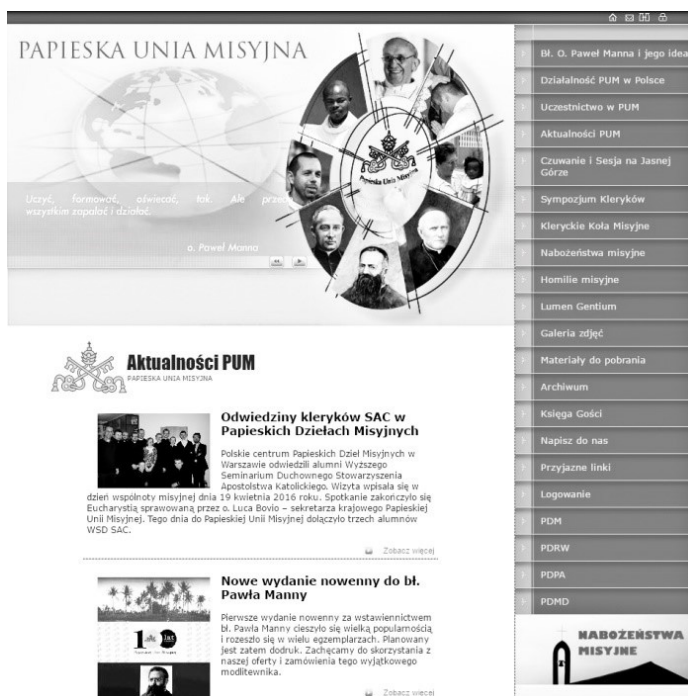 PAPIESKA UNIA MISYJNA
Papieska Unia Misyjna
Uczyć, formować, oświecać, tak. Ale przede
wszystkim zapalać i działać.
o. Paweł Manna
Bł. O. Paweł Manna i jego idea
Działalność PUM w Polsce
Uczestnictwo w PUM
Aktualności PUM
Czuwanie i Sesja na Jasnej
Górze
Sympozjum Kleryków
Kleryckie Koła Misyjne
Nabożeństwa misyjne
Homilie misyjne
Lumen Gentium
Galeria zdjęć
Materiały do pobrania
Archiwum
Księga Gości
Napisz do nas
Przyjazne linki
Logowanie
PDM
PDRW
PDPA
PDMD
NABOŻEŃSTWA
MISYJNE
Aktualności PUM
PAPIESKA UNIA MISYJNA
Odwiedziny kleryków SAC w
Papieskich Dziełach Misyjnych
Polskie centrum Papieskich Dzieł Misyjnych w
Warszawie odwiedzili alumni Wyższego
Seminarium Duchownego Stowarzyszenia
Apostolstwa Katolickiego. Wizyta wpisała się w
dzień wspólnoty misyjnej dnia 19 kwietnia 2016 roku. Spotkanie zakończyło się
Eucharystią sprawowaną przez o. Luca Bovio – sekretarza krajowego Papieskiej
Unii Misyjnej. Tego dnia do Papieskiej Unii Misyjnej dołączyło trzech alumnów
WSD SAC.
Zobacz więcej
Nowe wydanie nowenny do bł.
Pawła Manny
Pierwsze wydanie nowenny za wstawiennictwem
bł. Pawła Manny cieszyło się wielką popularnością
i rozeszło się w wielu egzemplarzach. Planowany
jest zatem dodruk. Zachęcamy do skorzystania z
naszej oferty i zamówienia tego wyjątkowego
modlitewnika.
100 lat
Zobacz więcej